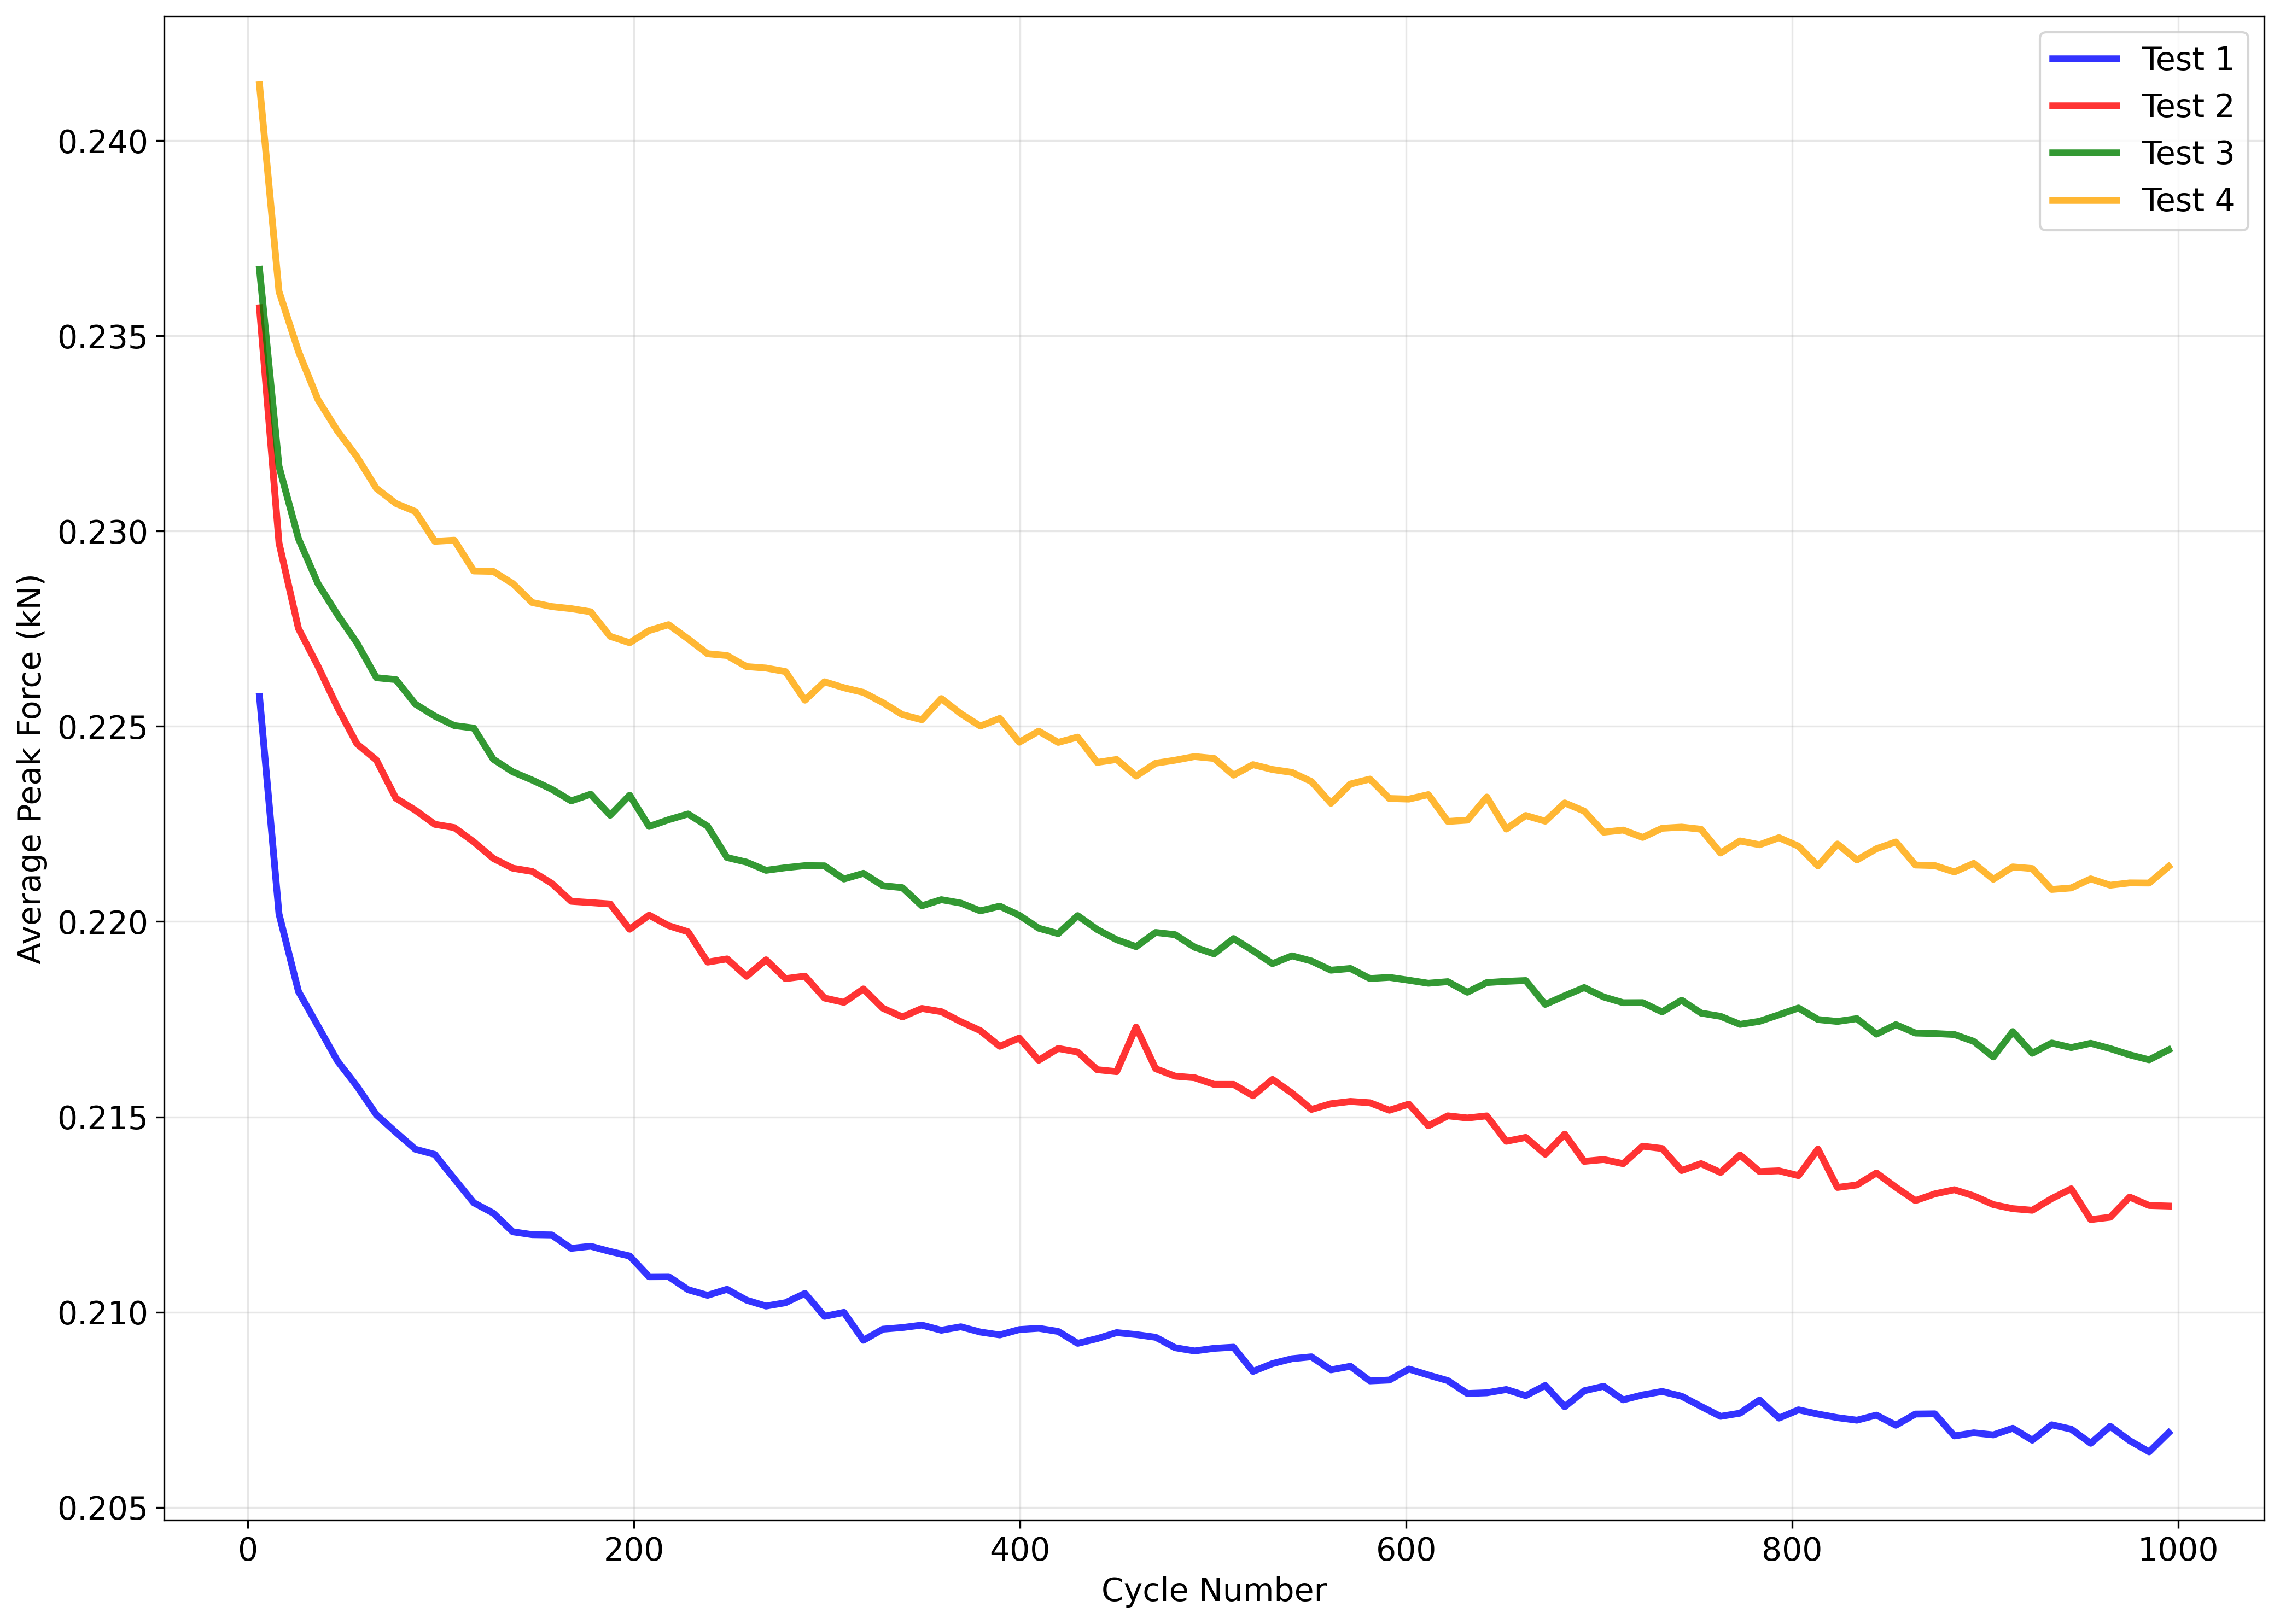 Test 1
Test 2
Test 3
Test 4
0.240
0.235
0.230
0.225
0.220
0.215
0.210
0.205
Average Peak Force (kN)
0 200 400 600 800 1000
Cycle Number